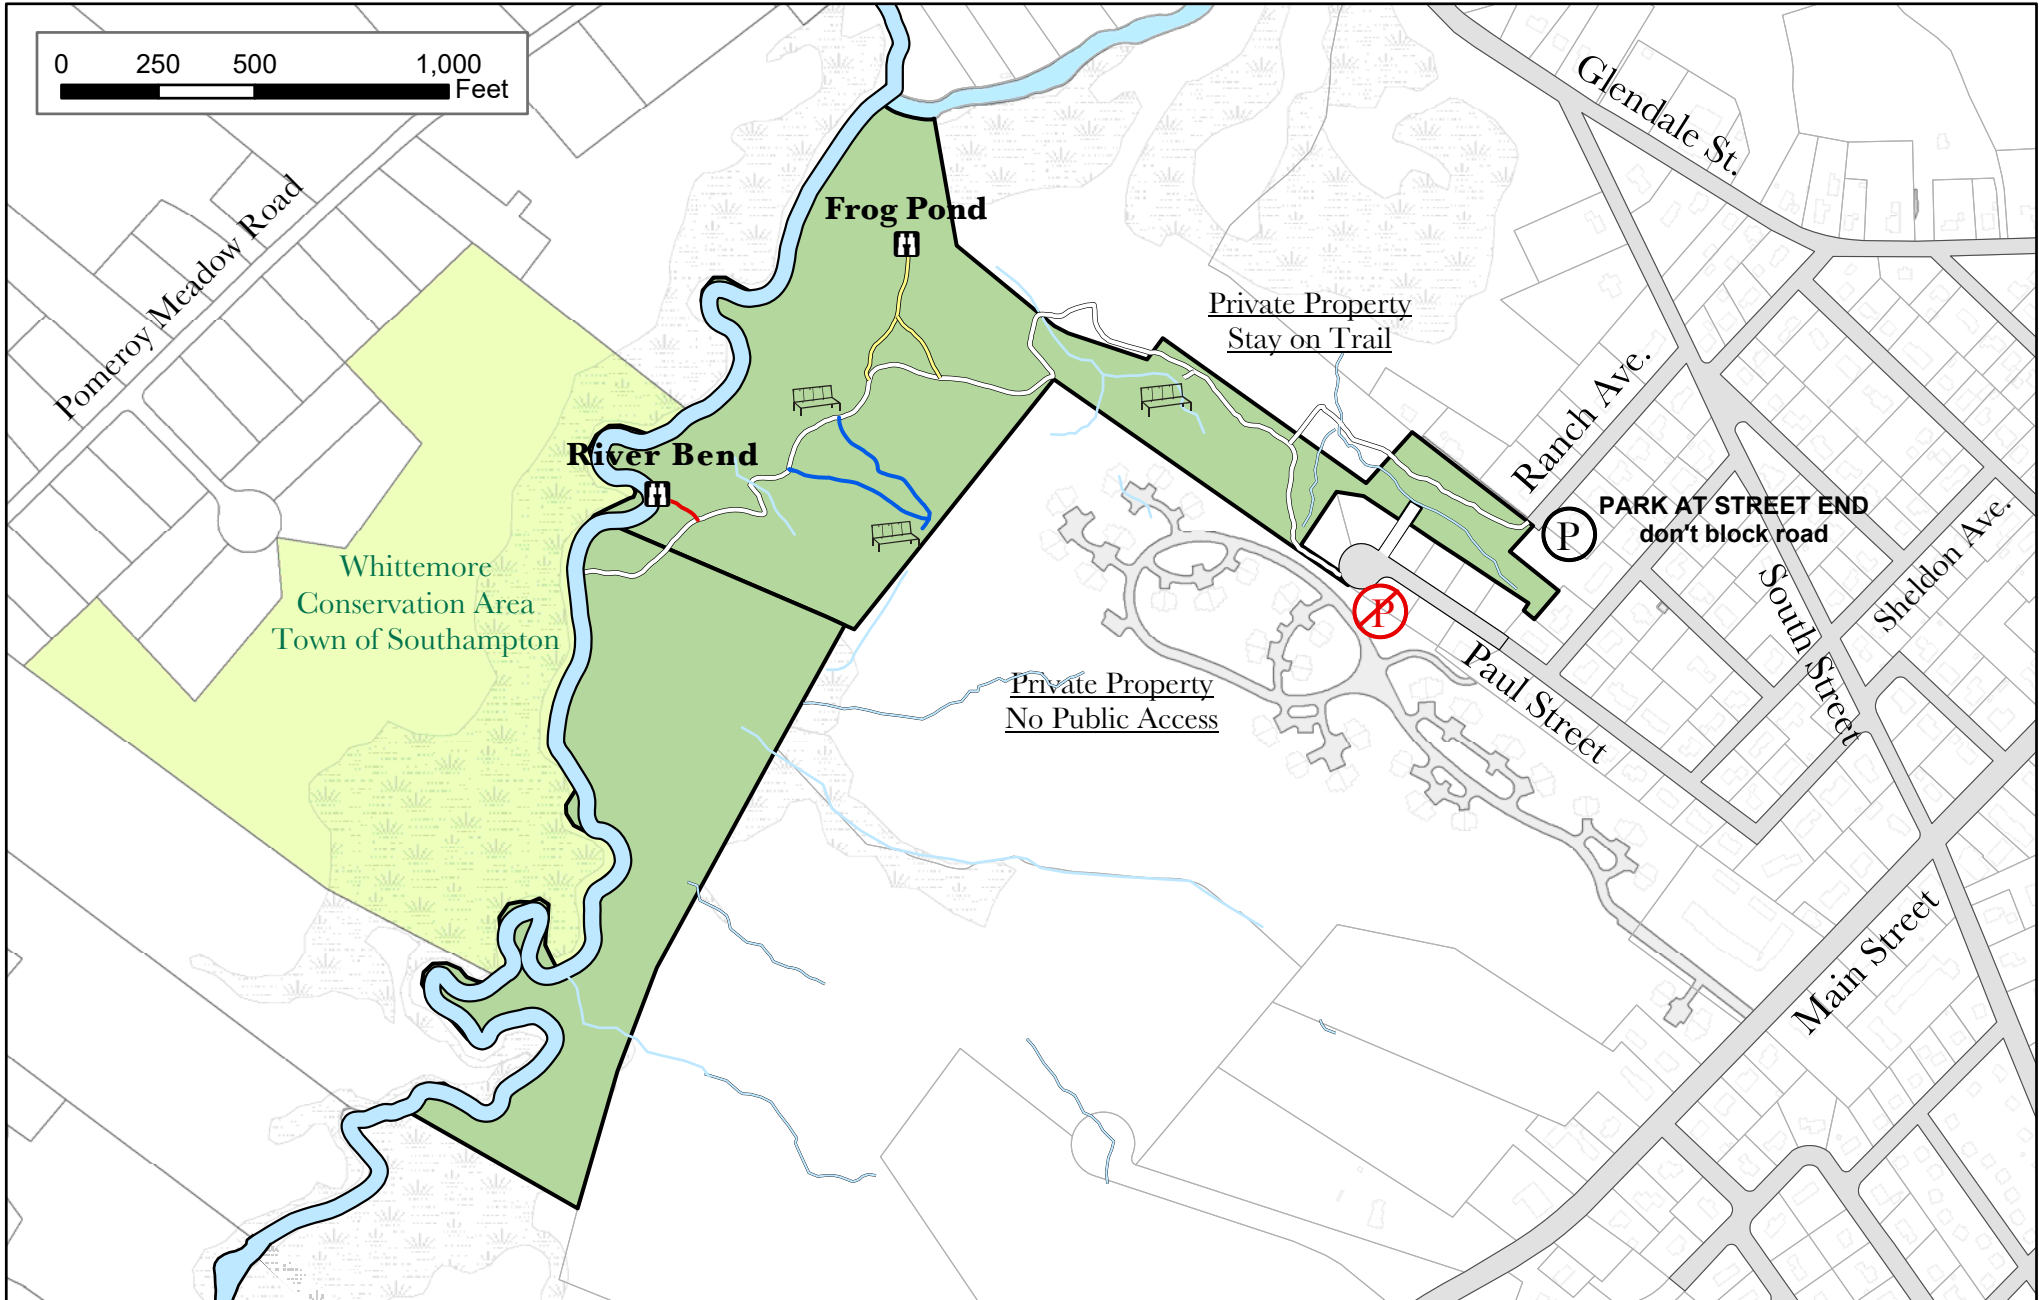 0 250 500 1,000
Feet
Glendale St.
Pomeroy Meadow Road
Frog Pond
Private Property
Stay on Trail
Ranch Ave.
River Bend
PARK AT STREET END
don't block road
P
Sheldon Ave.
Whittemore
Conservation Area
Town of Southampton
P
South Street
Paul Street
Private Property
No Public Access
Main Street